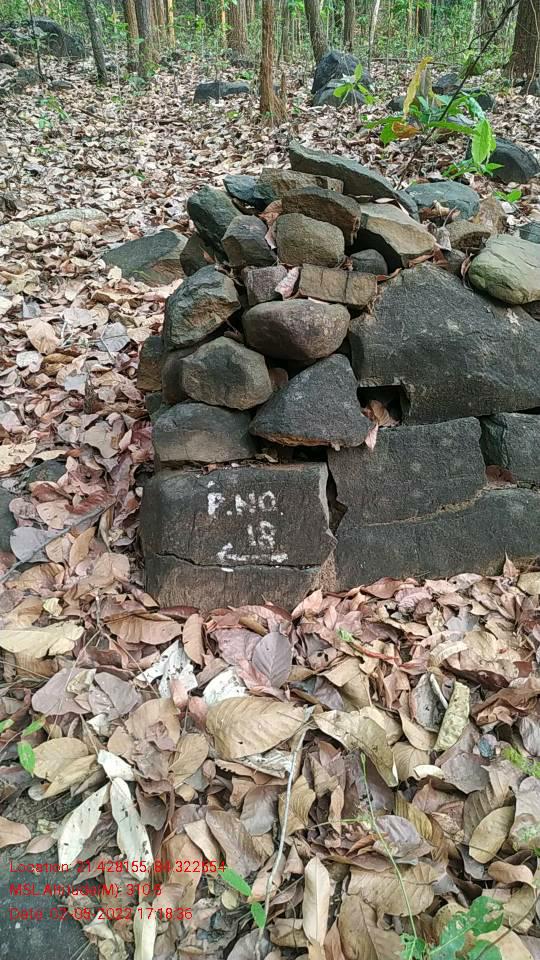 P.NO.
18
Location: 21.428155, 84.322654
MSL Altitude(M): 310.6
Date: 02-05-2022 17:18:36